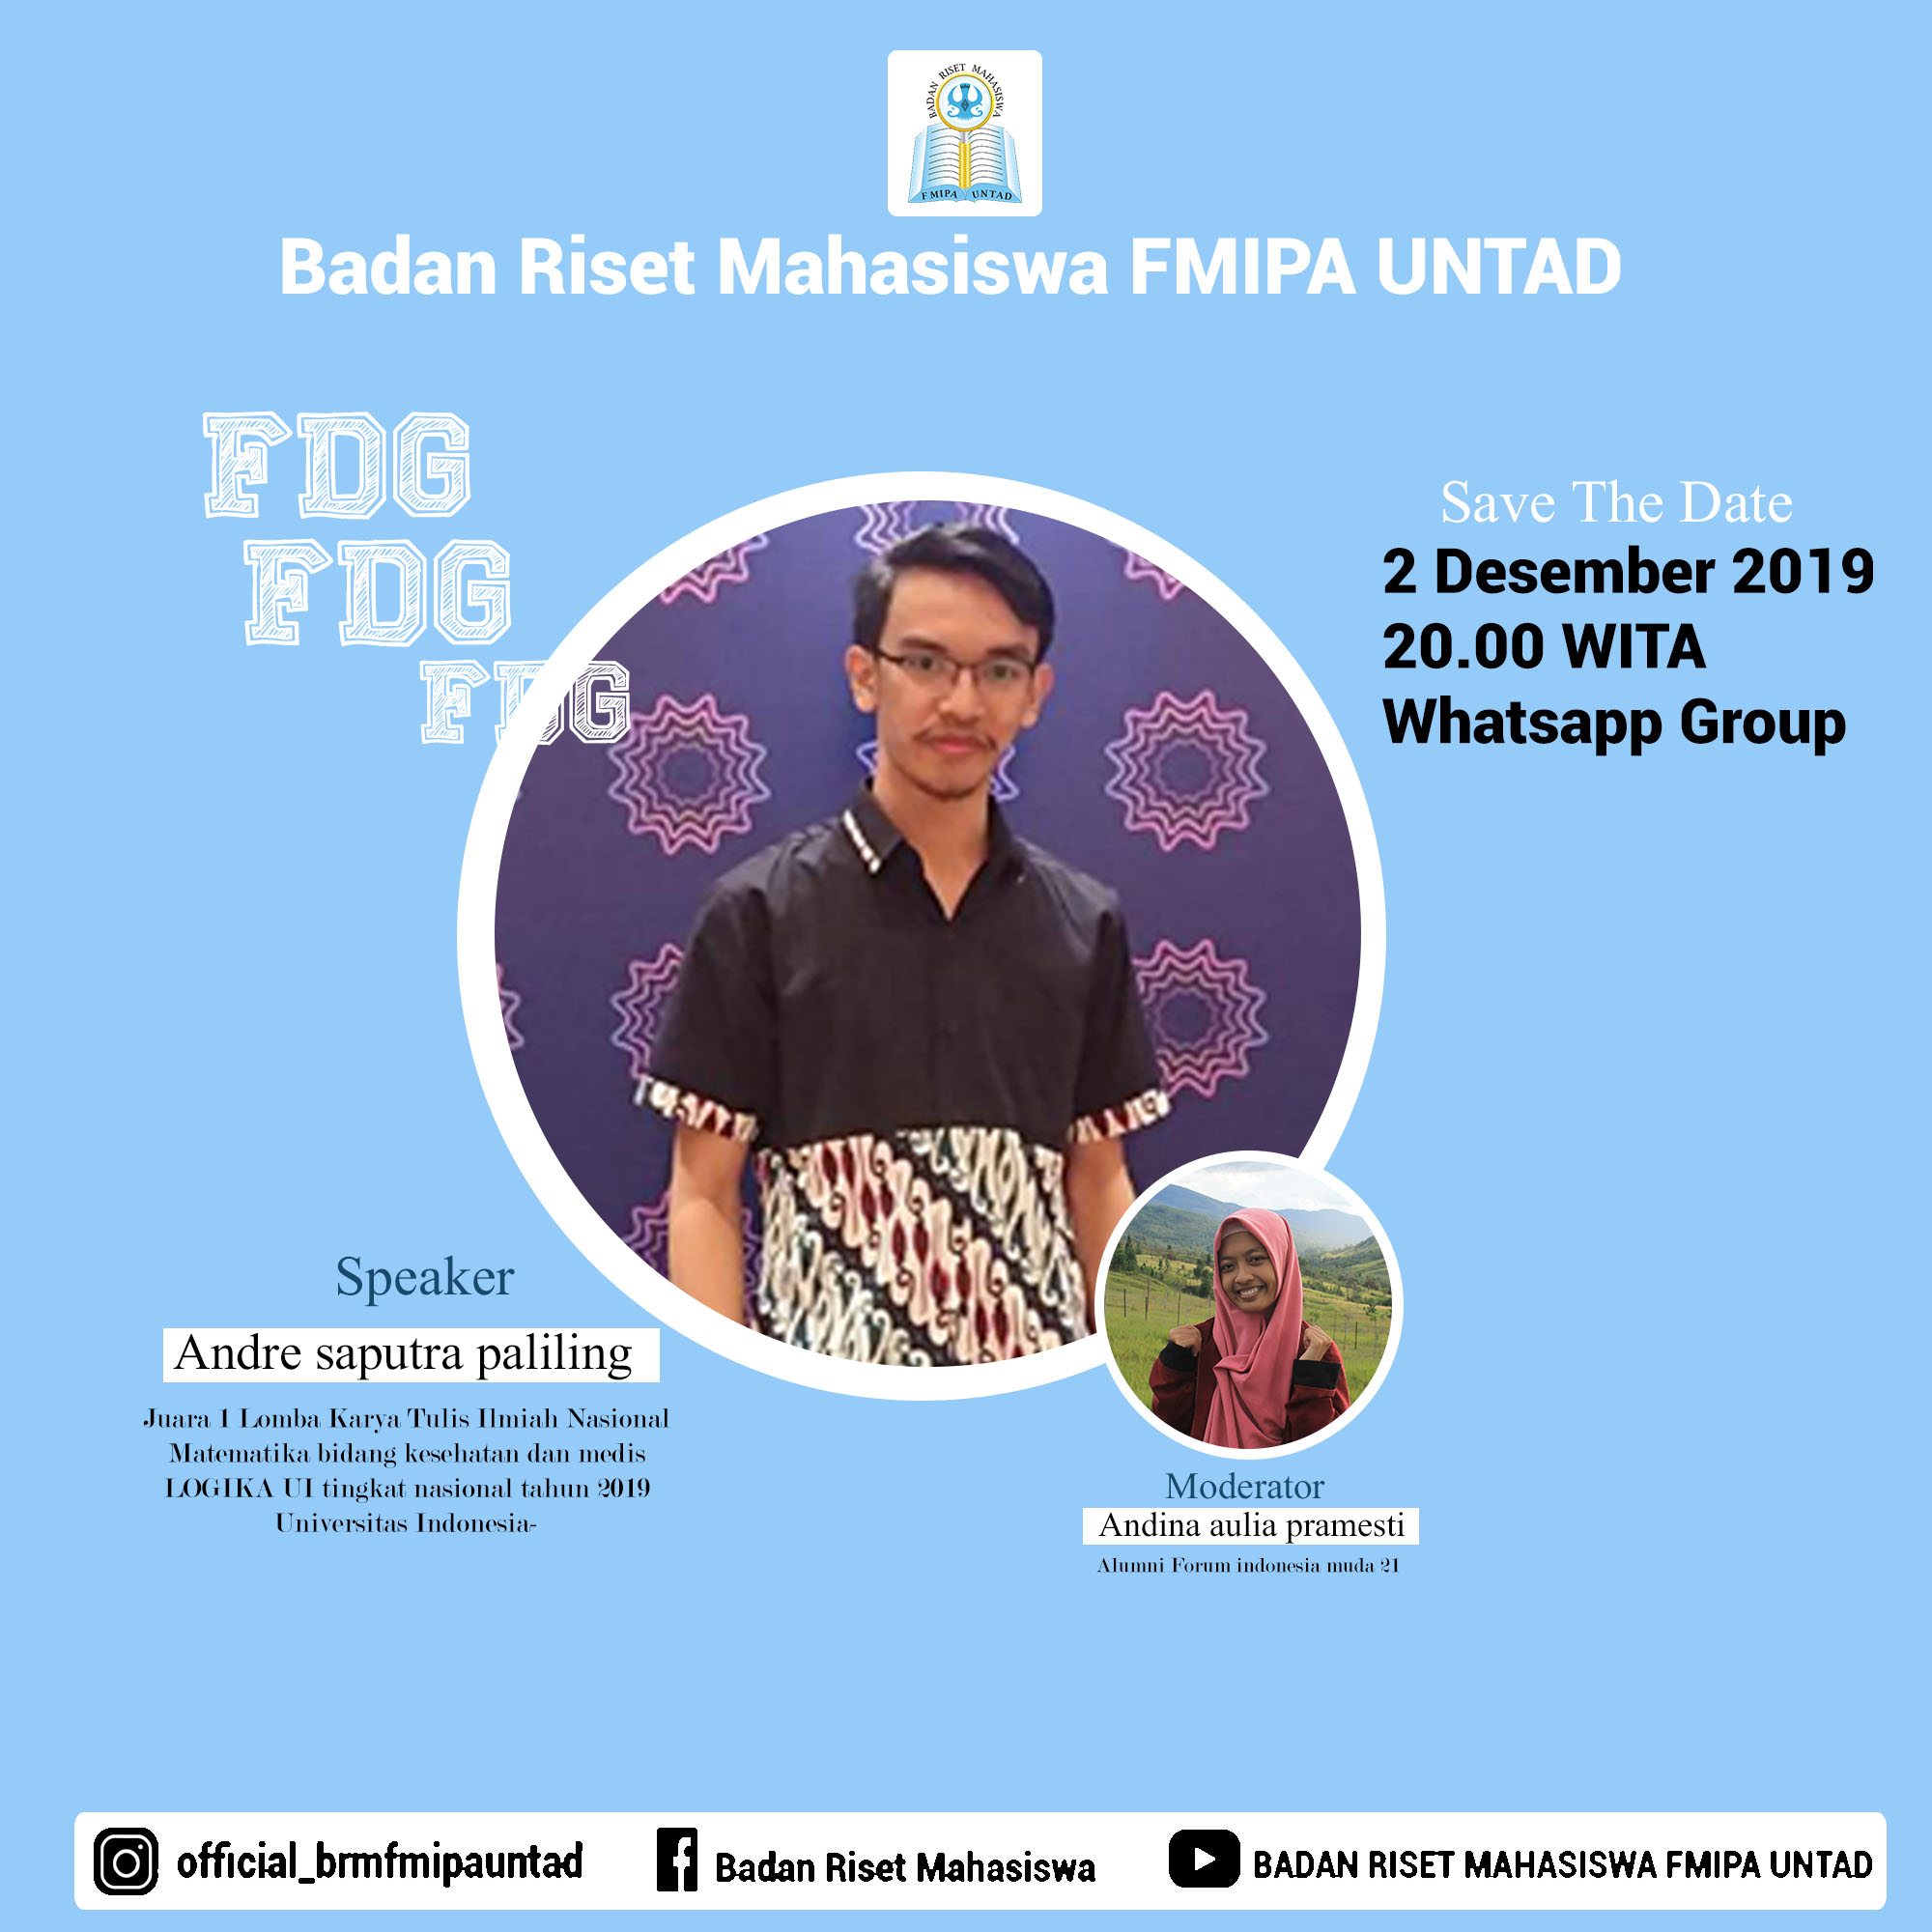 BADAN RISET MAHASISWA
FMIPA UNTAD
Badan Riset Mahasiswa FMIPA UNTAD
FDG
FDG
FDG
Save The Date
2 Desember 2019
20.00 WITA
Whatsapp Group
Speaker
Andre saputra paliling
Juara 1 Lomba Karya Tulis Ilmiah Nasional
Matematika bidang kesehatan dan medis
LOGIKA UI tingkat nasional tahun 2019
Universitas Indonesia-
Moderator
Andina aulia pramesti
Alumni Forum indonesia muda 21
official_brmfmipauntad
Badan Riset Mahasiswa
BADAN RISET MAHASISWA FMIPA UNTAD